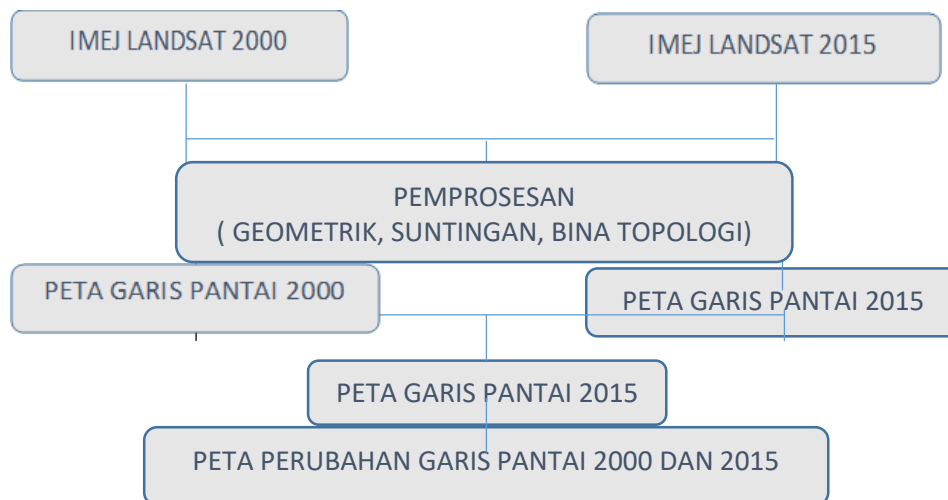 IMEJ LANDSAT 2000
IMEJ LANDSAT 2015
PEMPROSESAN
( GEOMETRIK, SUNTINGAN, BINA TOPOLOGI)
PETA GARIS PANTAI 2000
PETA GARIS PANTAI 2015
PETA GARIS PANTAI 2015
PETA PERUBAHAN GARIS PANTAI 2000 DAN 2015